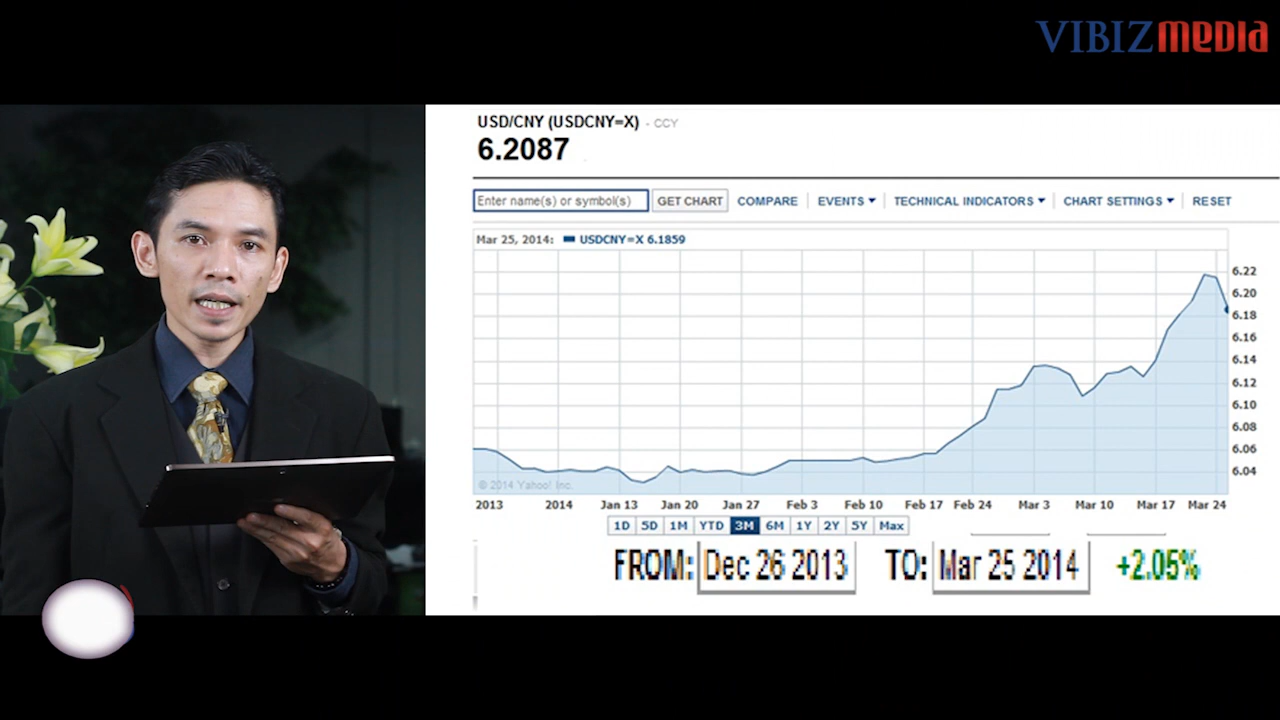 VIBIZMEDIA
USD/CNY (USDCNY=X) - CCY
6.2087
Enter name(s) or symbol(s) GET CHART COMPARE EVENTS TECHNICAL INDICATORS CHART SETTINGS RESET
Mar 25, 2014: USDCNY=X 6.1859
6.22
6.20
6.18
6.16
6.14
6.12
6.10
6.08
6.06
6.04
© 2014 Yahoo! Inc.
2013 2014 Jan 13 Jan 20 Jan 27 Feb 3 Feb 10 Feb 17 Feb 24 Mar 3 Mar 10 Mar 17 Mar 24
1D 5D 1M YTD 3M 6M 1Y 2Y 5Y Max
FROM: Dec 26 2013 TO: Mar 25 2014 +2.05%